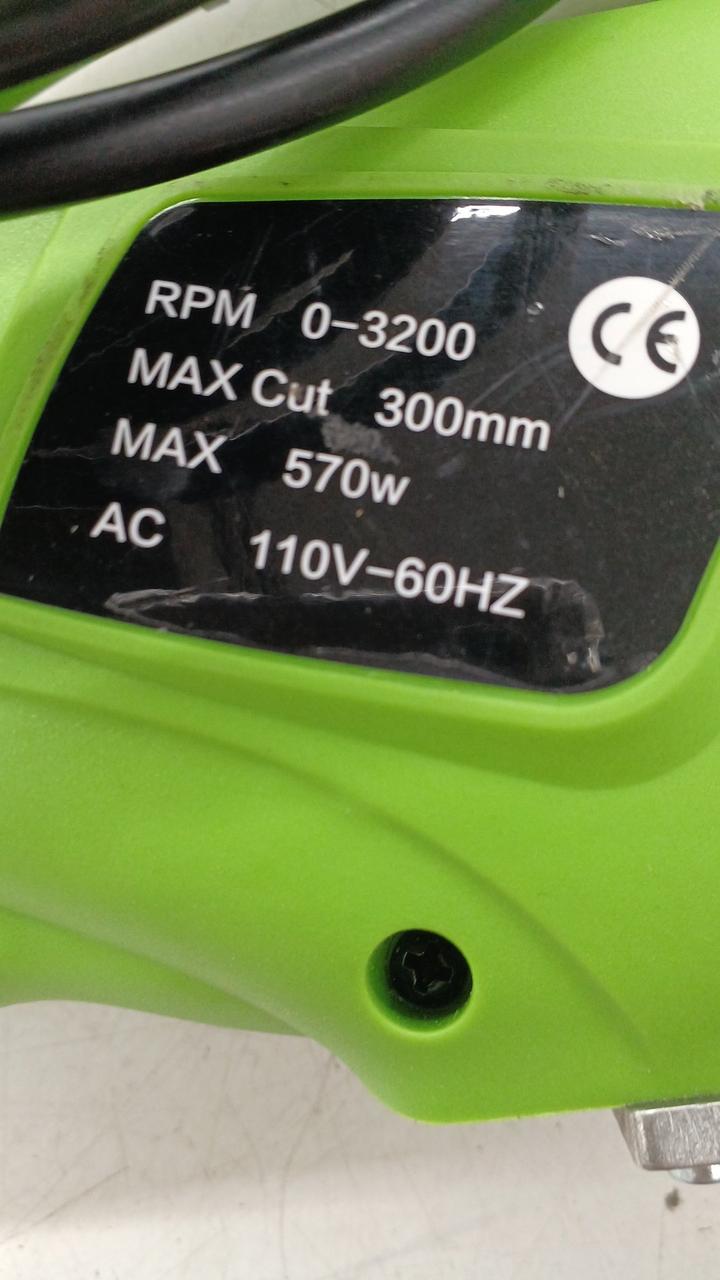 RPM 0-3200
CE
MAX Cut 300mm
MAX 570w
AC 110V-60HZ